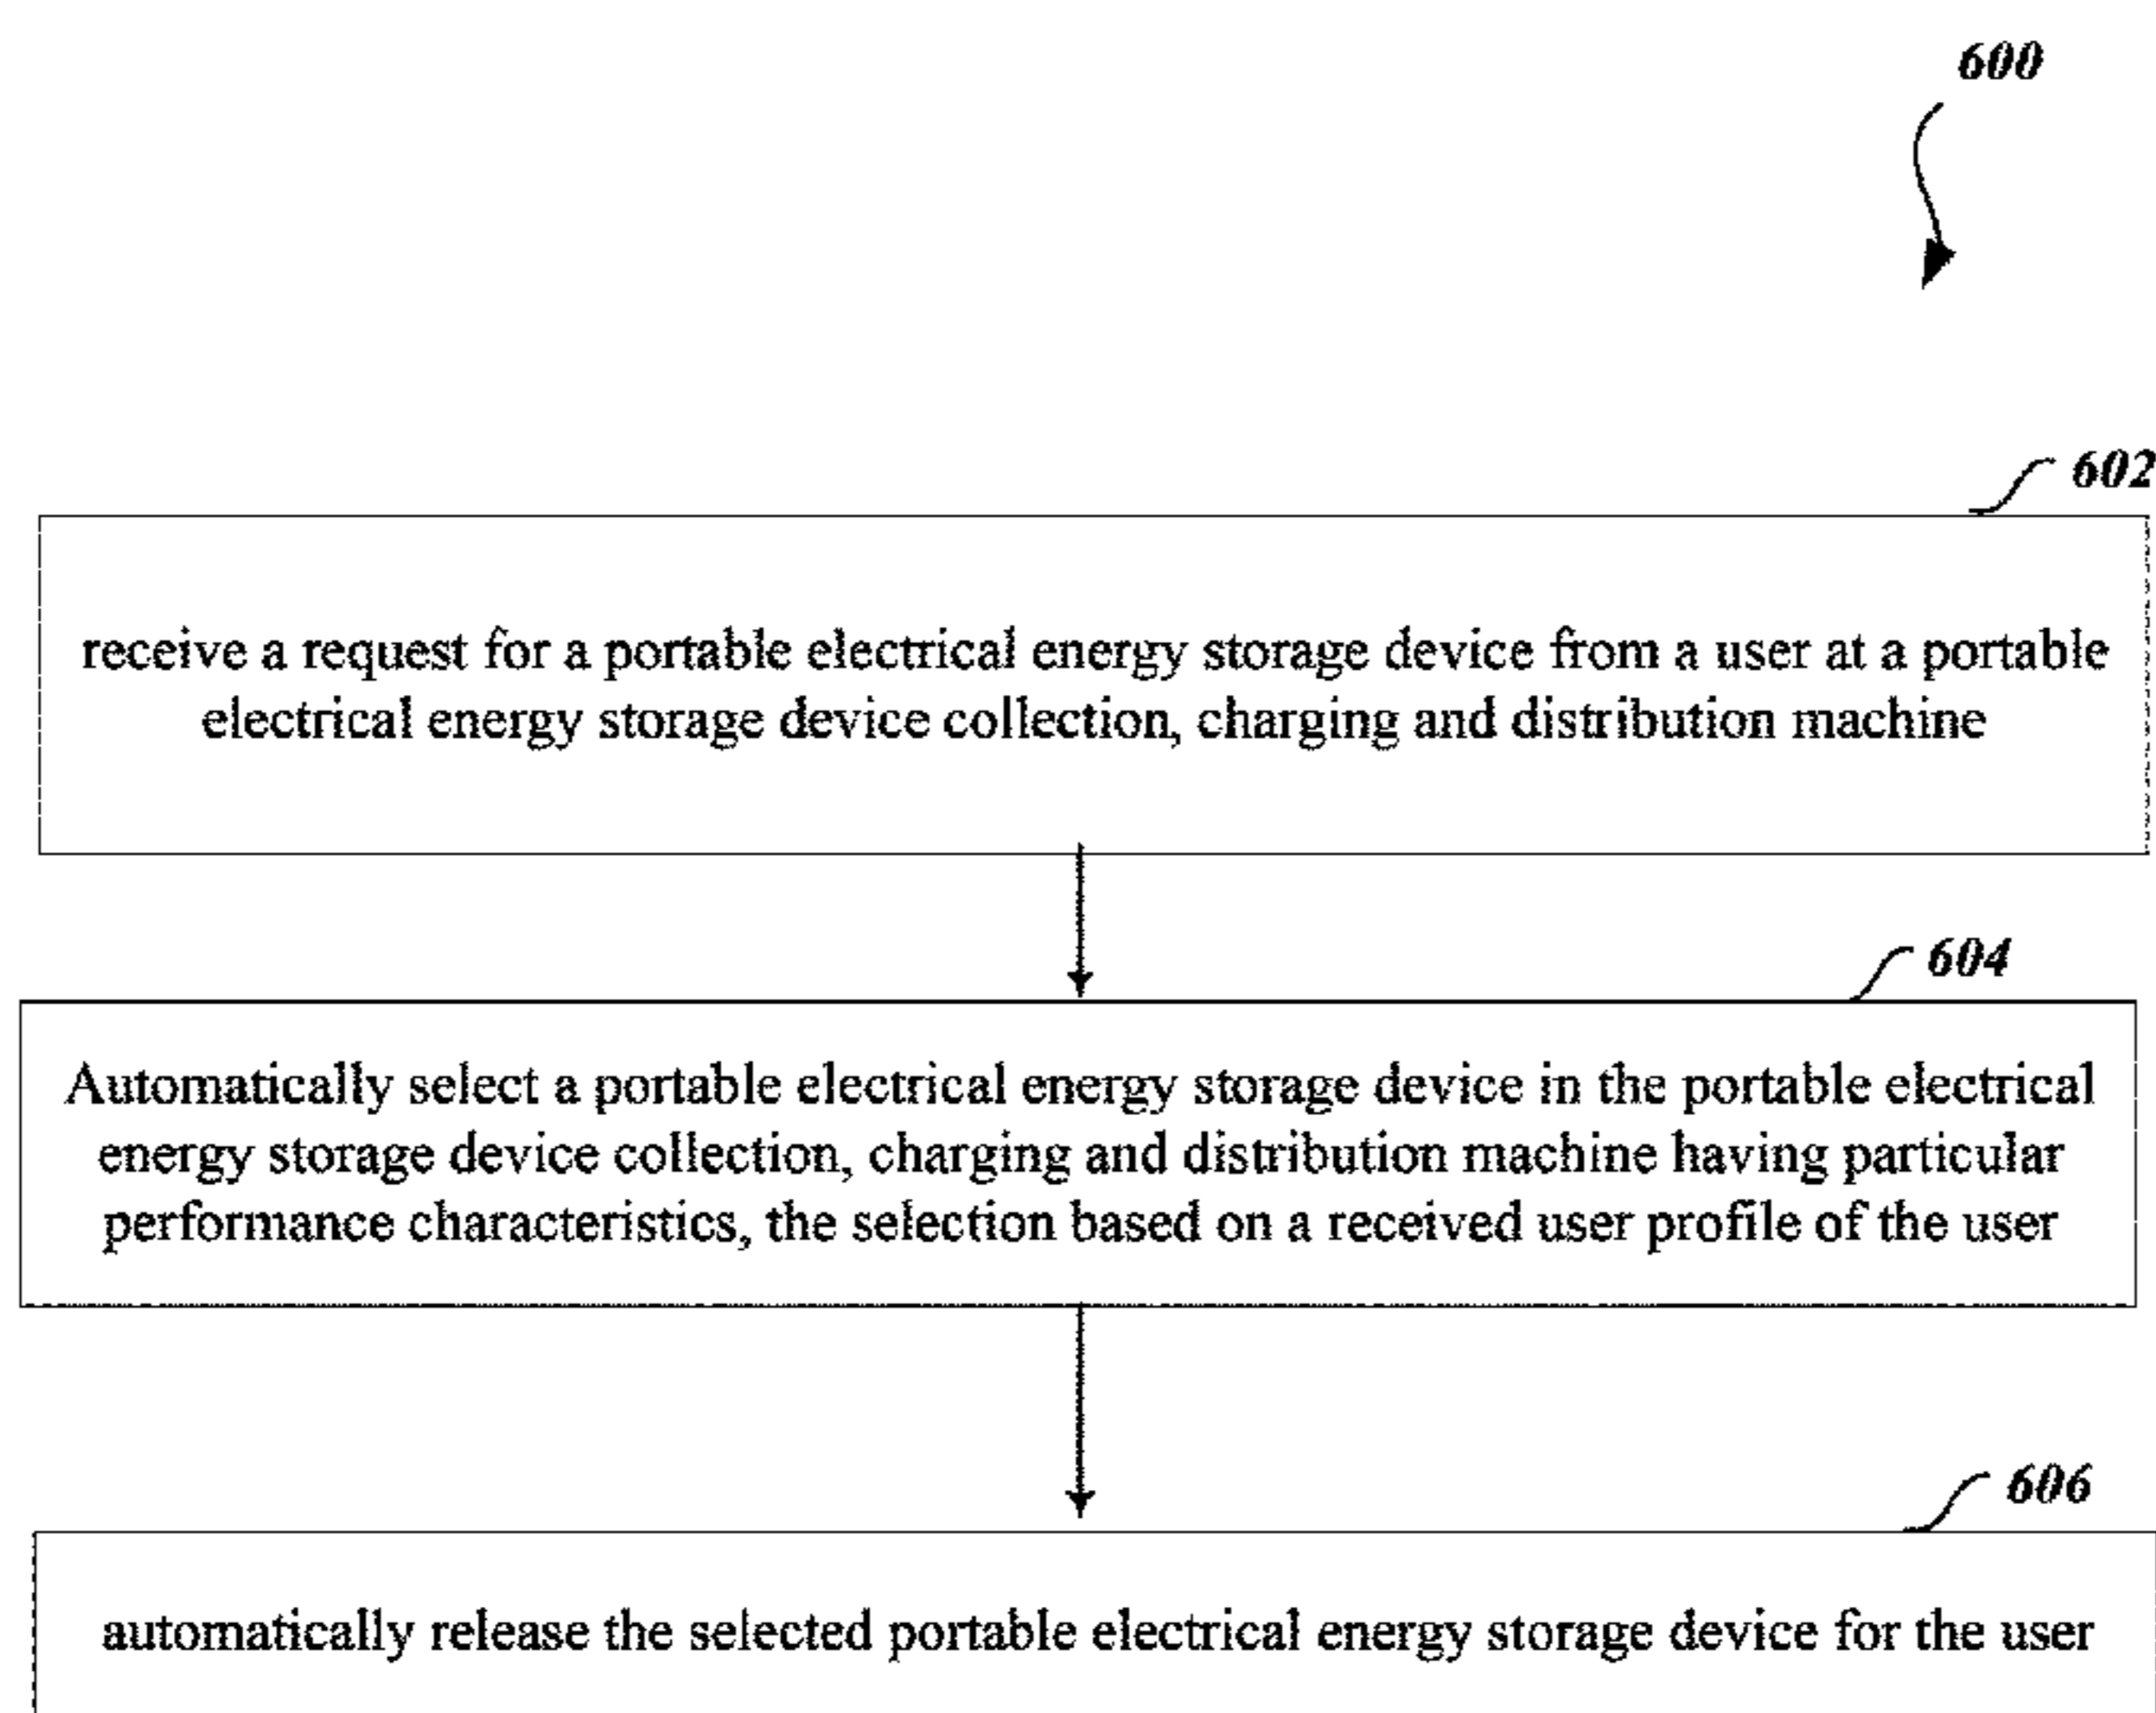 600
602
receive a request for a portable electrical energy storage device from a user at a portable
electrical energy storage device collection, charging and distribution machine
604
Automatically select a portable electrical energy storage device in the portable electrical
energy storage device collection, charging and distribution machine having particular
performance characteristics, the selection based on a received user profile of the user
606
automatically release the selected portable electrical energy storage device for the user